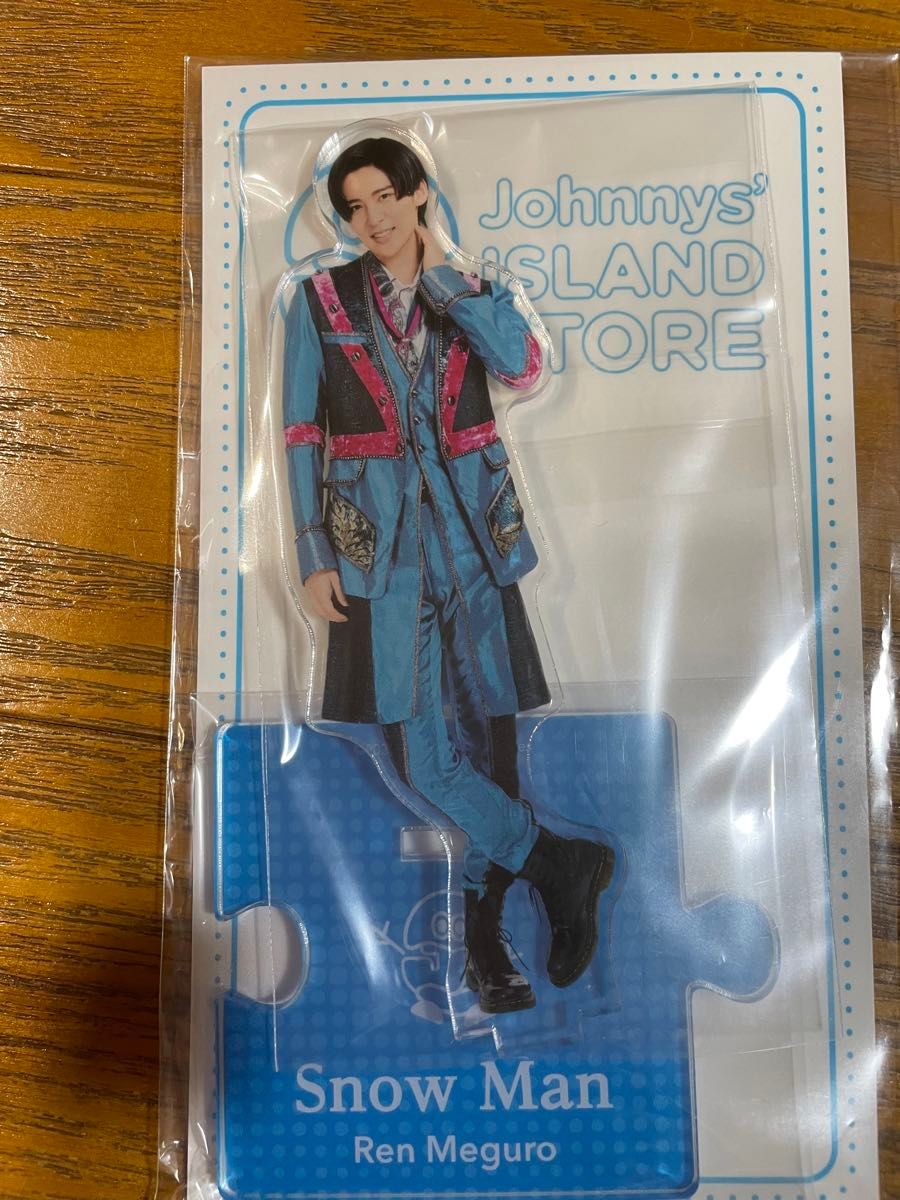 Johnnys'
ISLAND
STORE
Snow Man
Ren Meguro